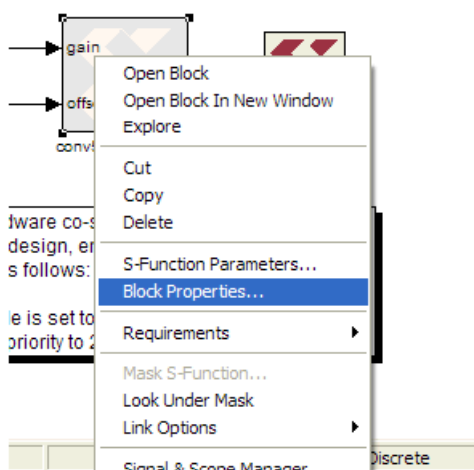 gain
offs
conv
Open Block
Open Block In New Window
Explore
Cut
Copy
Delete
S-Function Parameters...
Block Properties...
Requirements
Mask S-Function...
Look Under Mask
Link Options
Signal & Scope Manager
dware co-s
design, en
s follows:
le is set to
priority to 2
Discrete